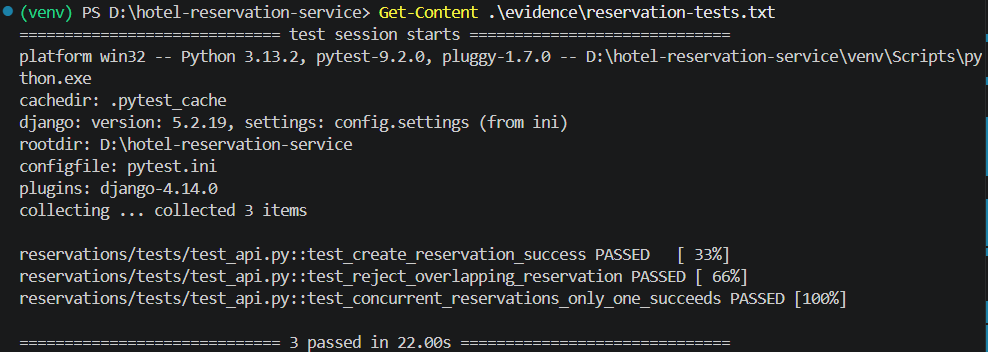 (venv) PS D:\hotel-reservation-service> Get-Content .\evidence\reservation-tests.txt
============================= test session starts =============================
platform win32 -- Python 3.13.2, pytest-9.2.0, pluggy-1.7.0 -- D:\hotel-reservation-service\venv\Scripts\py
thon.exe
cachedir: .pytest_cache
django: version: 5.2.19, settings: config.settings (from ini)
rootdir: D:\hotel-reservation-service
configfile: pytest.ini
plugins: django-4.14.0
collecting ... collected 3 items

reservations/tests/test_api.py::test_create_reservation_success PASSED   [ 33%]
reservations/tests/test_api.py::test_reject_overlapping_reservation PASSED [ 66%]
reservations/tests/test_api.py::test_concurrent_reservations_only_one_succeeds PASSED [100%]

============================= 3 passed in 22.00s ==============================